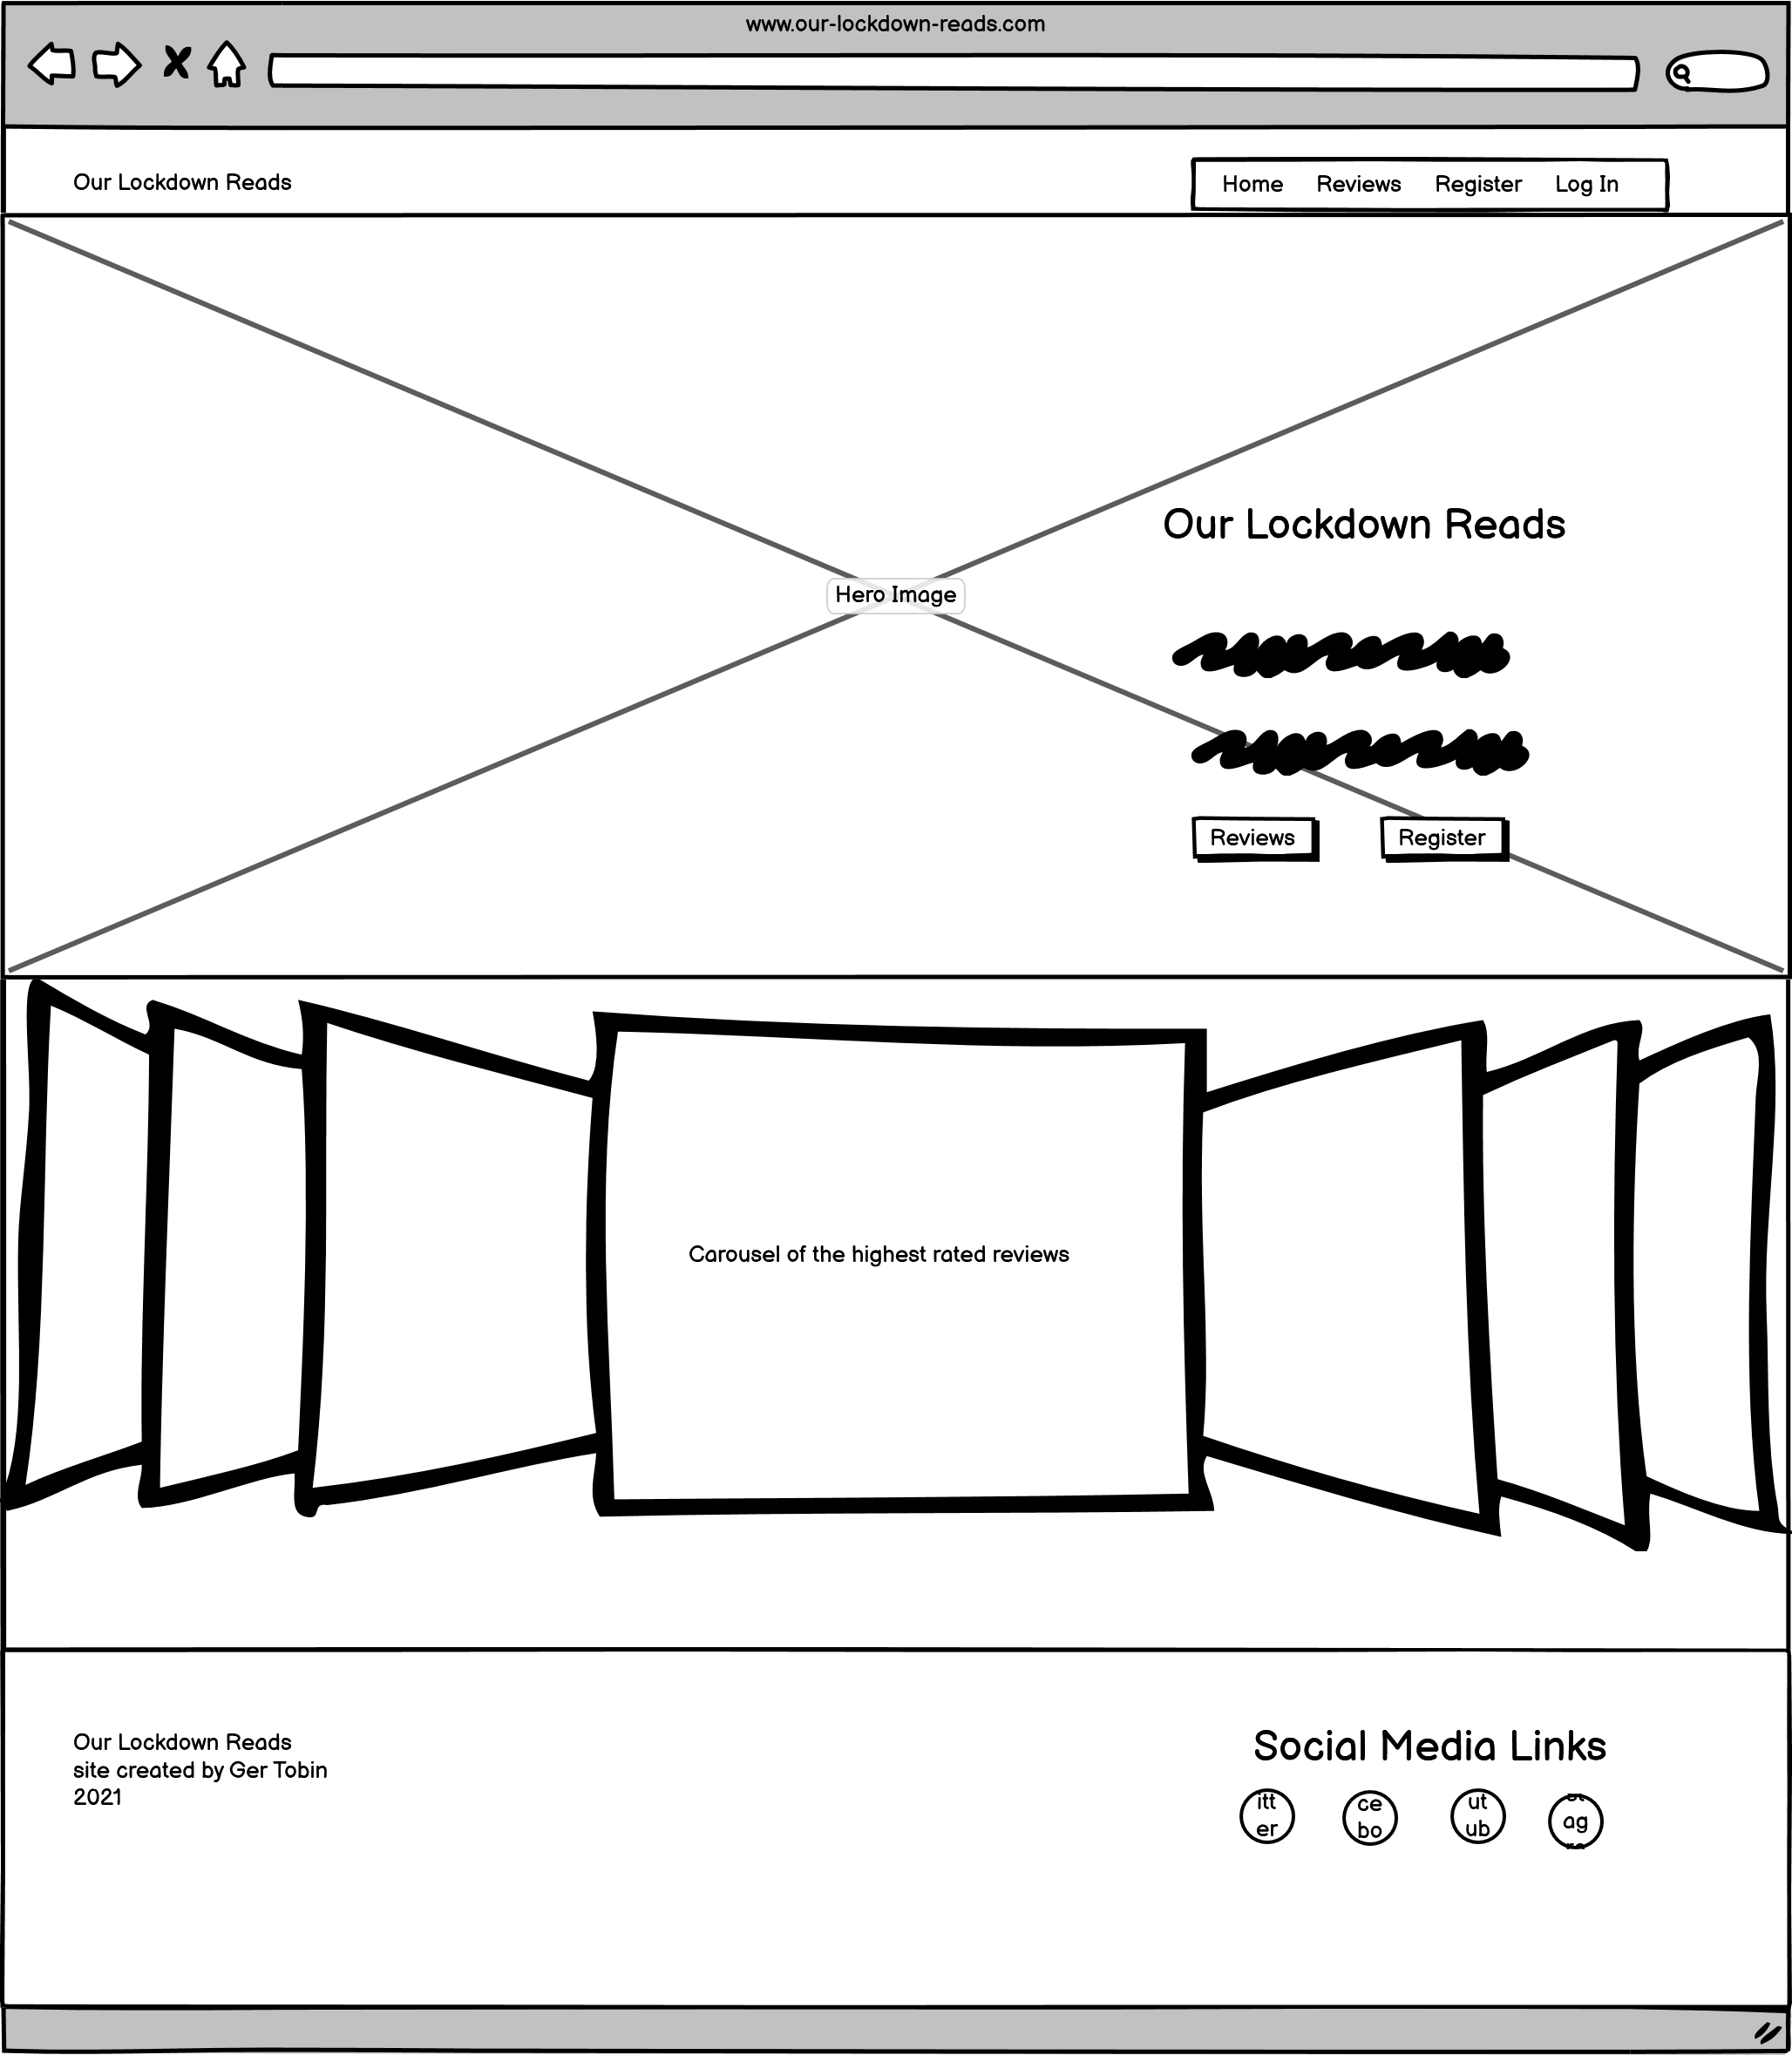 www.our-lockdown-reads.com
Our Lockdown Reads
Home Reviews Register Log In
Our Lockdown Reads
Hero Image
Reviews Register
Carousel of the highest rated reviews
Our Lockdown Reads
site created by Ger Tobin
2021
Social Media Links
itt
er
ce
bo
ut
ub
ag